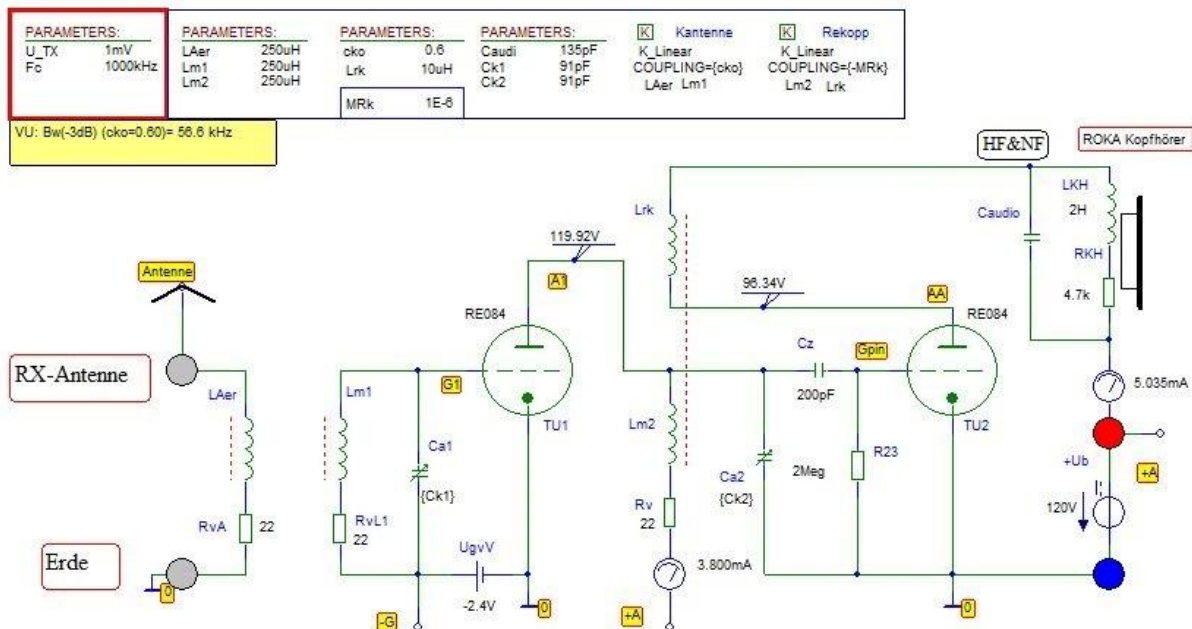 PARAMETERS:
U_TX 1mV
Fc 1000kHz
PARAMETERS:
LAer 250uH
Lm1 250uH
Lm2 250uH
PARAMETERS:
cko 0.6
Lrk 10uH
MRk 1E-6
PARAMETERS:
Caudi 135pF
Ck1 91pF
Ck2 91pF
K Kantenne
K_Linear
COUPLING={cko}
LAer Lm1
K Rekopp
K_Linear
COUPLING={-MRk}
Lm2 Lrk
VU: Bw(-3dB) (cko=0.60)= 56.6 kHz
HF&NF
ROKA Kopfhörer
LKH
2H
Caudio
RKH
4.7k
Lrk
119.92V
A1
96.34V
AA
Antenne
RE084
RE084
Cz
Gpin
200pF
RX-Antenne
G1
5.035mA
LAer
Lm1
TU1
Lm2
TU2
Ca1
{Ck1}
R23
2Meg
Ca2
{Ck2}
+Ub
+A
I1
120V
RvA 22
RvL1
22
Rv
22
UgvV
-2.4V
3.800mA
Erde
0
0
0
-G
+A